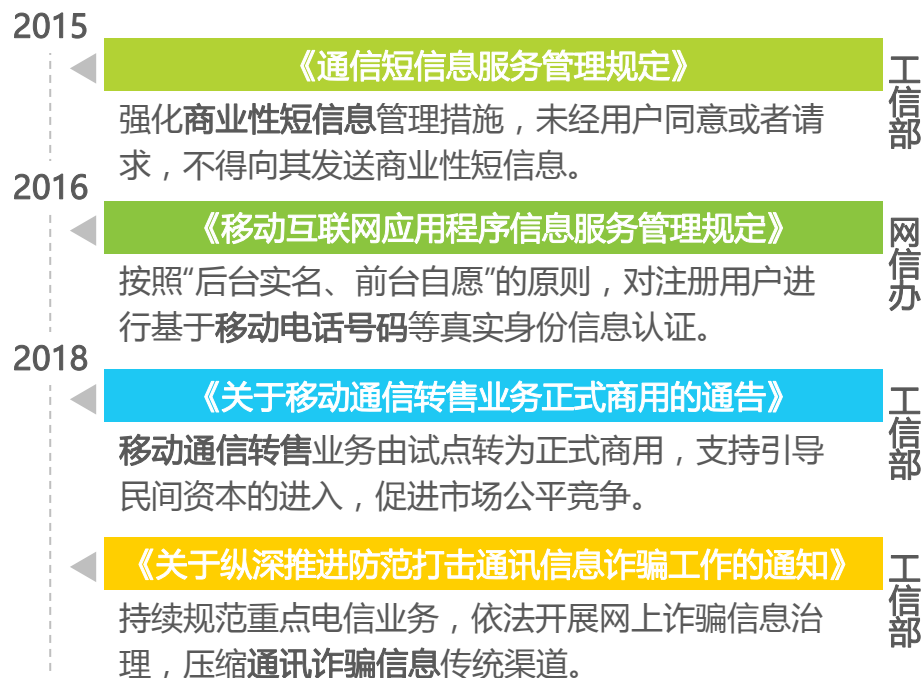 2015
《通信短信息服务管理规定》
工信部
强化商业性短信息管理措施，未经用户同意或者请
求，不得向其发送商业性短信息。
2016
《移动互联网应用程序信息服务管理规定》
网信办
按照“后台实名、前台自愿”的原则，对注册用户进
行基于移动电话号码等真实身份信息认证。
2018
《关于移动通信转售业务正式商用的通告》
工信部
移动通信转售业务由试点转为正式商用，支持引导
民间资本的进入，促进市场公平竞争。
《关于纵深推进防范打击通讯信息诈骗工作的通知》
工信部
持续规范重点电信业务，依法开展网上诈骗信息治
理，压缩通讯诈骗信息传统渠道。